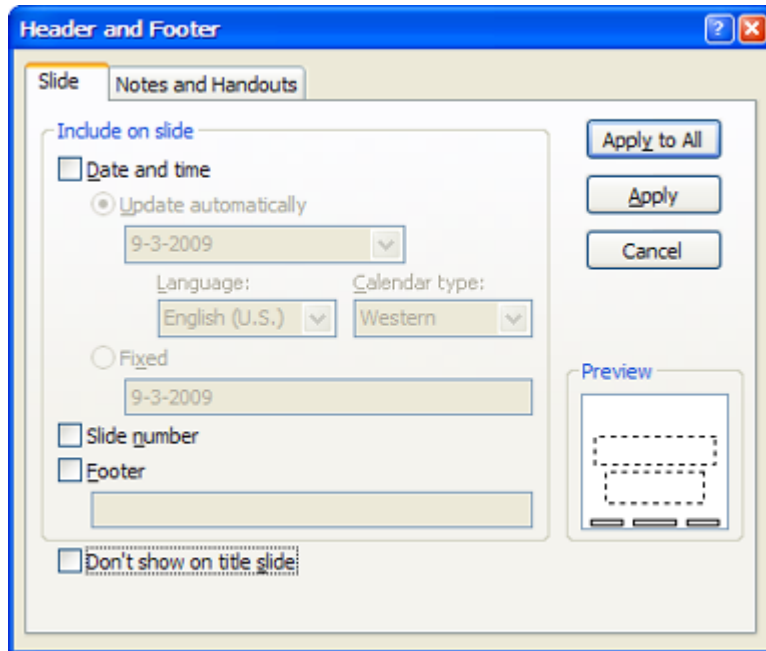 Header and Footer
Slide
Notes and Handouts
Include on slide
Date and time
Update automatically
9-3-2009
Language:
Calendar type:
English (U.S.)
Western
Fixed
9-3-2009
Slide number
Footer
Don't show on title slide
Apply to All
Apply
Cancel
Preview